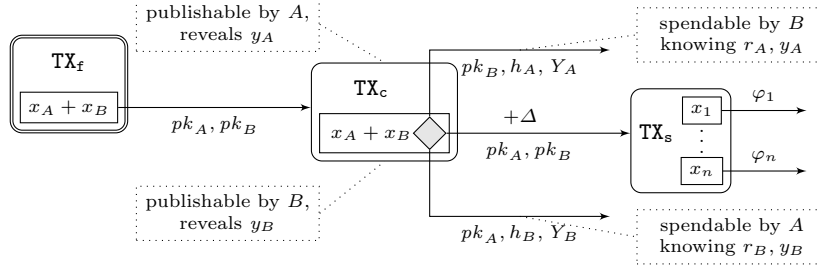 publishable by A,
reveals y_A
spendable by B
knowing r_A, y_A
TX_f
x_A + x_B
pk_A, pk_B
TX_c
x_A + x_B
pk_B, h_A, Y_A
+Δ
pk_A, pk_B
TX_s
x_1
⋮
x_n
φ_1
φ_n
publishable by B,
reveals y_B
pk_A, h_B, Y_B
spendable by A
knowing r_B, y_B